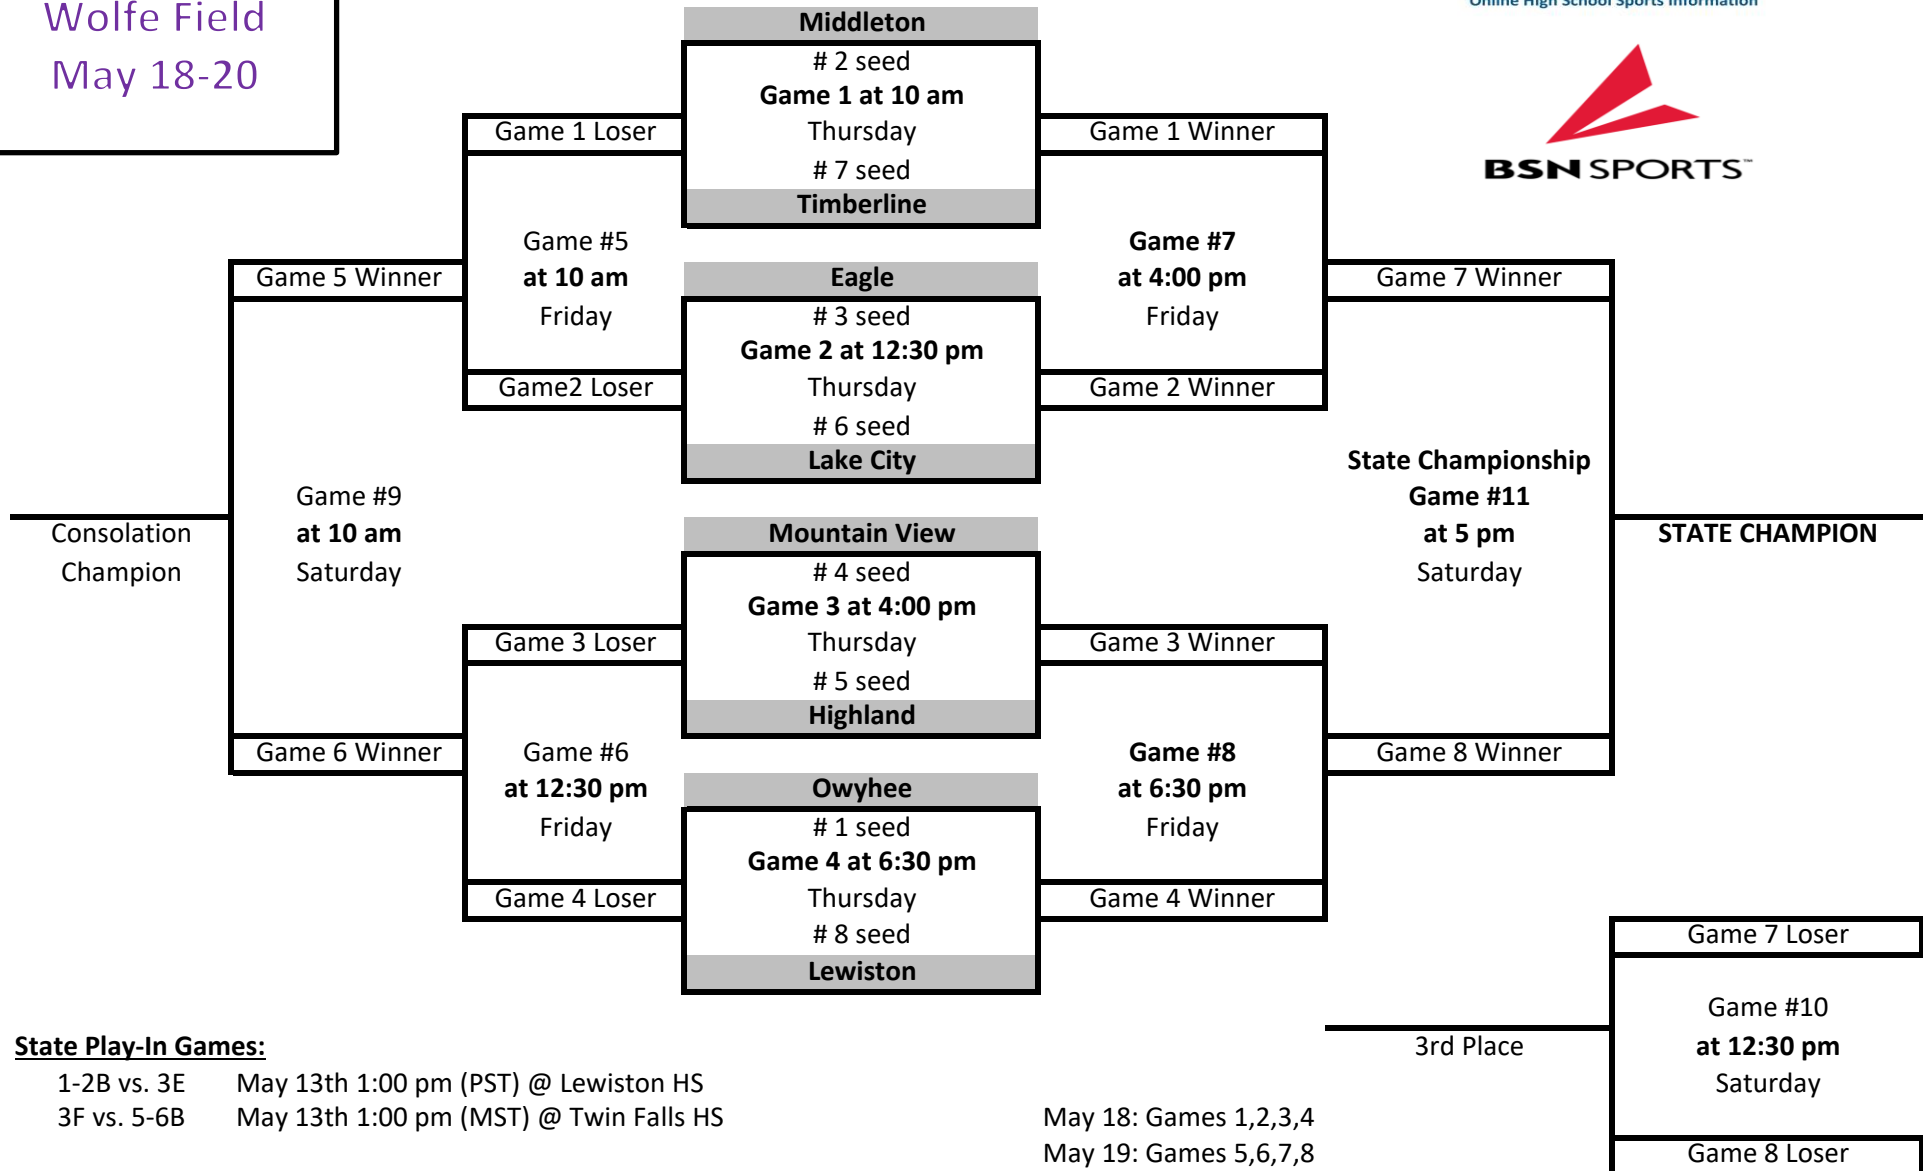 Wolfe Field
May 18-20
Online High School Sports Information
BSN SPORTS™
Middleton
# 2 seed
Game 1 at 10 am
Thursday
# 7 seed
Timberline
Game 1 Loser
Game 1 Winner
Game #5
at 10 am
Friday
Game #7
at 4:00 pm
Friday
Game 5 Winner
Eagle
# 3 seed
Game 2 at 12:30 pm
Thursday
# 6 seed
Lake City
Game 7 Winner
Game2 Loser
Game 2 Winner
Game #9
at 10 am
Saturday
Consolation
Champion
State Championship
Game #11
at 5 pm
Saturday
STATE CHAMPION
Mountain View
# 4 seed
Game 3 at 4:00 pm
Thursday
# 5 seed
Highland
Game 3 Loser
Game 3 Winner
Game 6 Winner
Game #6
at 12:30 pm
Friday
Game #8
at 6:30 pm
Friday
Game 8 Winner
Owyhee
# 1 seed
Game 4 at 6:30 pm
Thursday
# 8 seed
Lewiston
Game 4 Loser
Game 4 Winner
Game 7 Loser
Game #10
at 12:30 pm
Saturday
3rd Place
Game 8 Loser
State Play-In Games:
1-2B vs. 3E May 13th 1:00 pm (PST) @ Lewiston HS
3F vs. 5-6B May 13th 1:00 pm (MST) @ Twin Falls HS
May 18: Games 1,2,3,4
May 19: Games 5,6,7,8